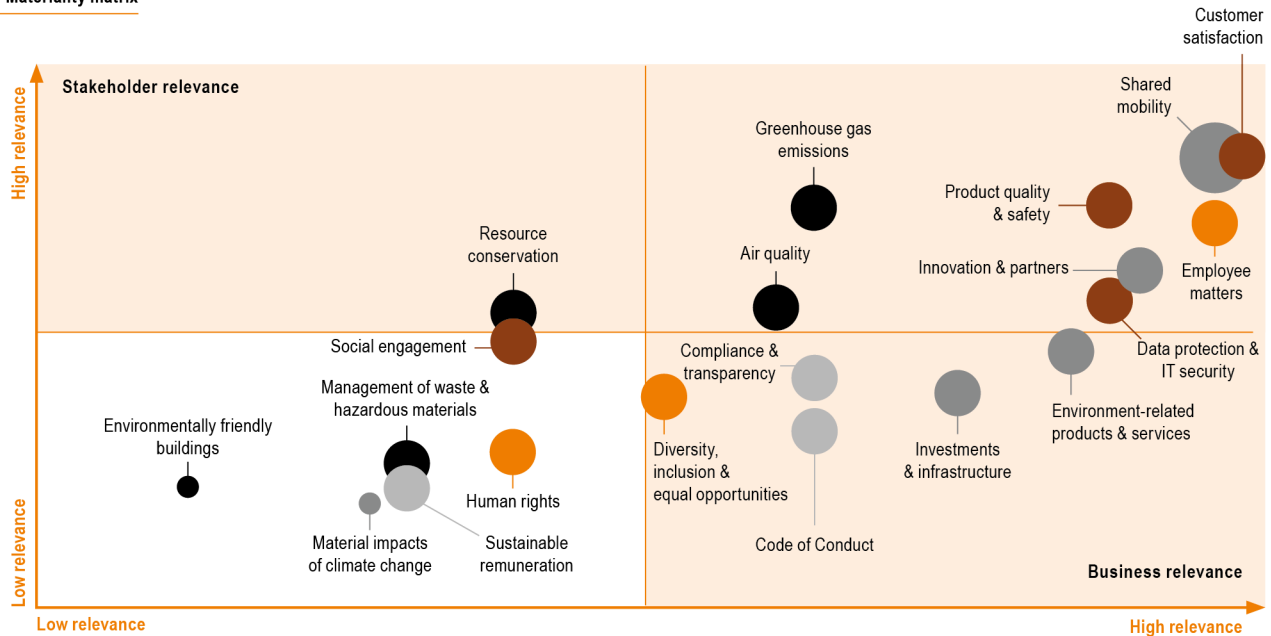 Materiality matrix
Customer
satisfaction
Stakeholder relevance
Shared
mobility
High relevance
Greenhouse gas
emissions
Product quality
& safety
Resource
conservation
Air quality
Innovation & partners
Employee
matters
Social engagement
Compliance &
transparency
Data protection &
IT security
Management of waste &
hazardous materials
Environmentally friendly
buildings
Environment-related
products & services
Diversity,
inclusion &
equal opportunities
Investments
& infrastructure
Human rights
Low relevance
Material impacts
of climate change
Sustainable
remuneration
Code of Conduct
Business relevance
Low relevance
High relevance